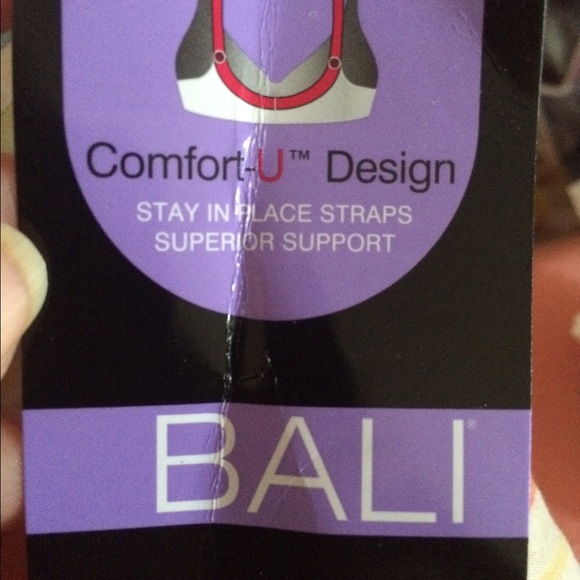 Comfort-U™ Design
STAY IN PLACE STRAPS
SUPERIOR SUPPORT
BALI®